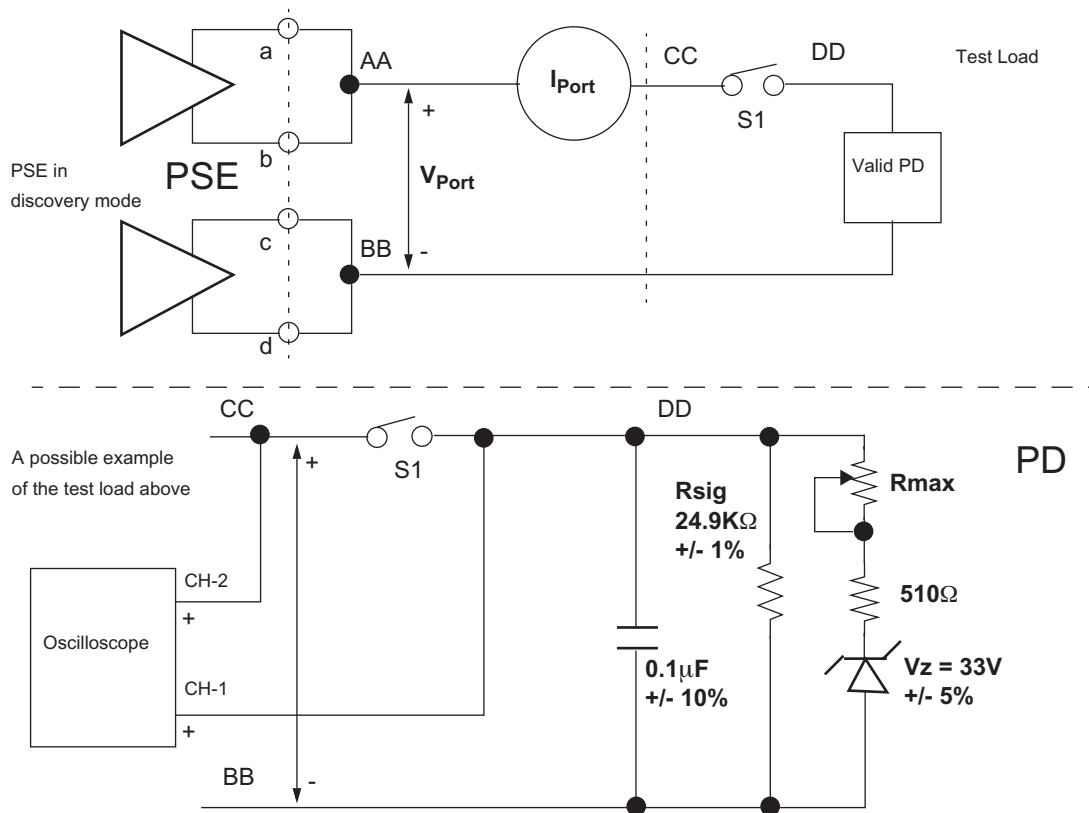 a
AA
I Port
CC
DD
Test Load
S1
+
b
PSE in
discovery mode
PSE
V Port
Valid PD
c
BB
-
d
CC
DD
A possible example
of the test load above
+
S1
PD
Rsig
24.9KΩ
+/- 1%
Rmax
CH-2
+
Oscilloscope
510Ω
CH-1
+
0.1µF
+/- 10%
Vz = 33V
+/- 5%
BB
-